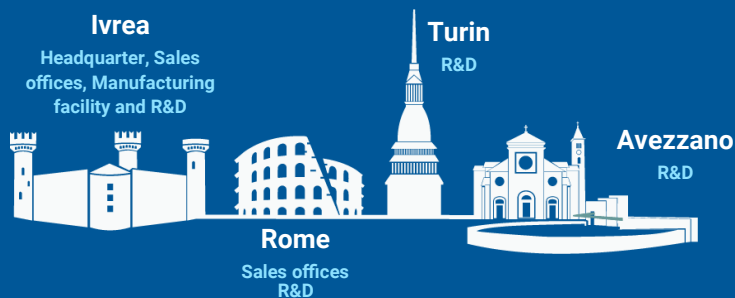 Ivrea
Headquarter, Sales
offices, Manufacturing
facility and R&D
Turin
R&D
Avezzano
R&D
Rome
Sales offices
R&D